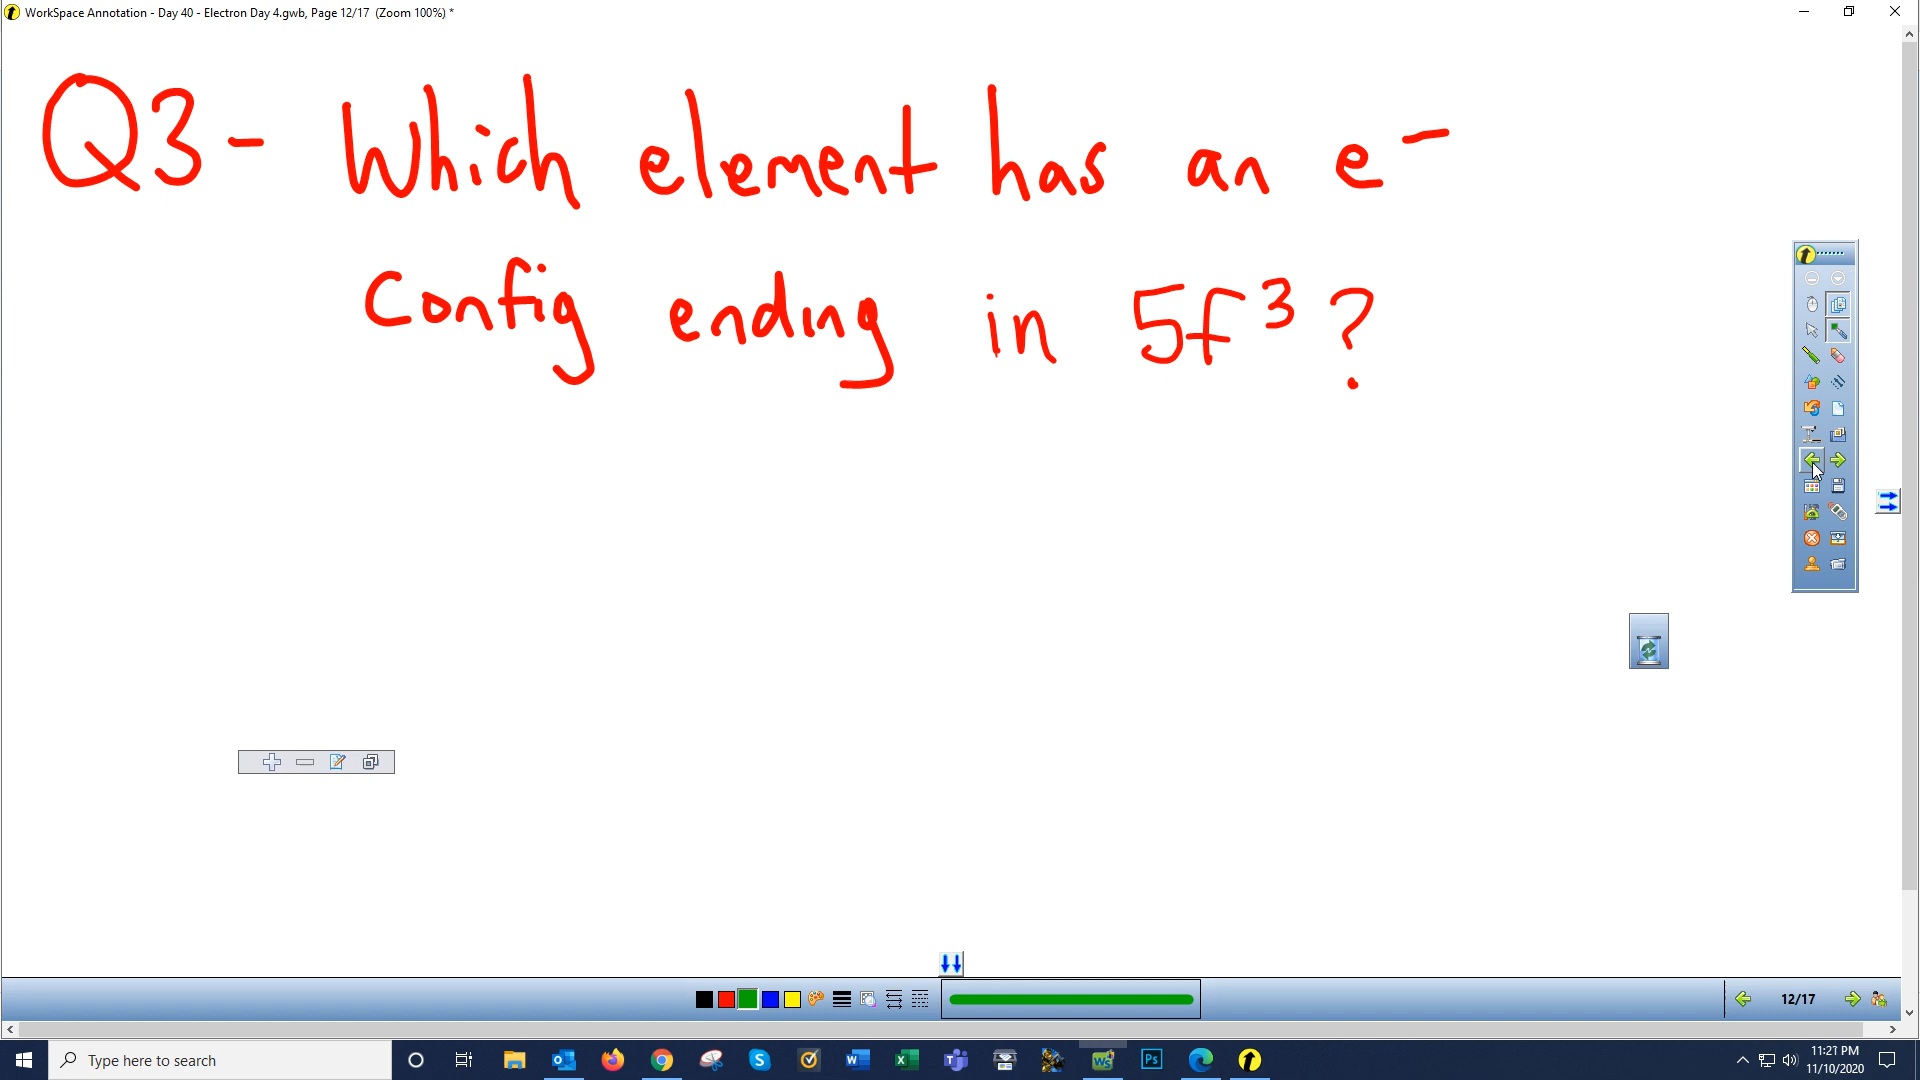 WorkSpace Annotation - Day 40 - Electron Day 4.gwb, Page 12/17 (Zoom 100%) *
Q3- Which element has an e⁻
Config ending in 5f³?
12/17
Type here to search
11:21 PM
11/10/2020